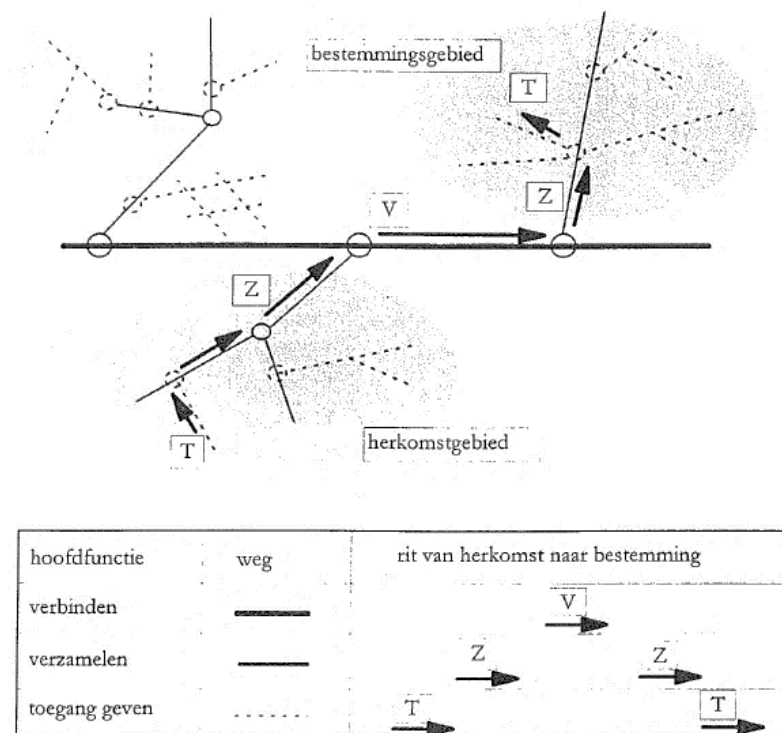 bestemmingsgebied
T
Z
V
Z
T
herkomstgebied
hoofdfunctie weg rit van herkomst naar bestemming
verbinden V
verzamelen Z Z
toegang geven T T